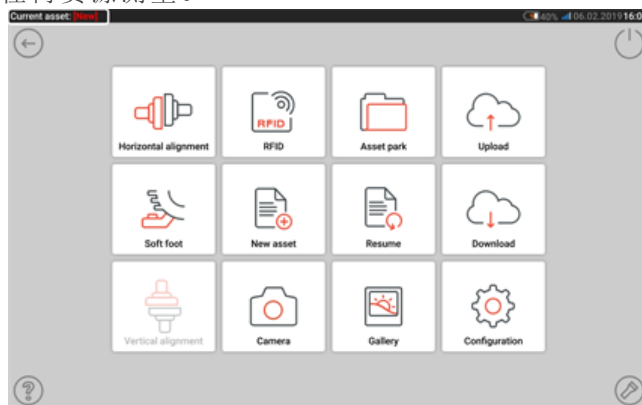 Current asset: [New]
40%
06.02.2019 16:0
Horizontal alignment
RFID
RFID
Asset park
Upload
Soft foot
New asset
Resume
Download
Vertical alignment
Camera
Gallery
Configuration
?